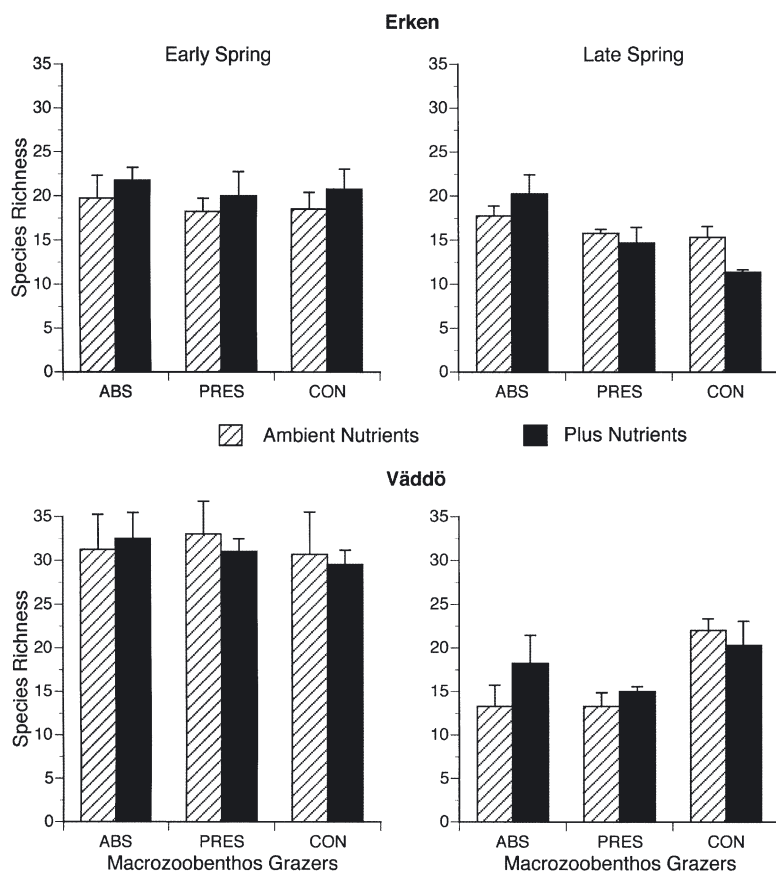 Erken
Early Spring Late Spring
35 35
30 30
25 25
20 20
15 15
10 10
5 5
0 0
Species Richness
ABS PRES CON ABS PRES CON
Ambient Nutrients Plus Nutrients
Väddö
35 35
30 30
25 25
20 20
15 15
10 10
5 5
0 0
Species Richness
ABS PRES CON ABS PRES CON
Macrozoobenthos Grazers Macrozoobenthos Grazers